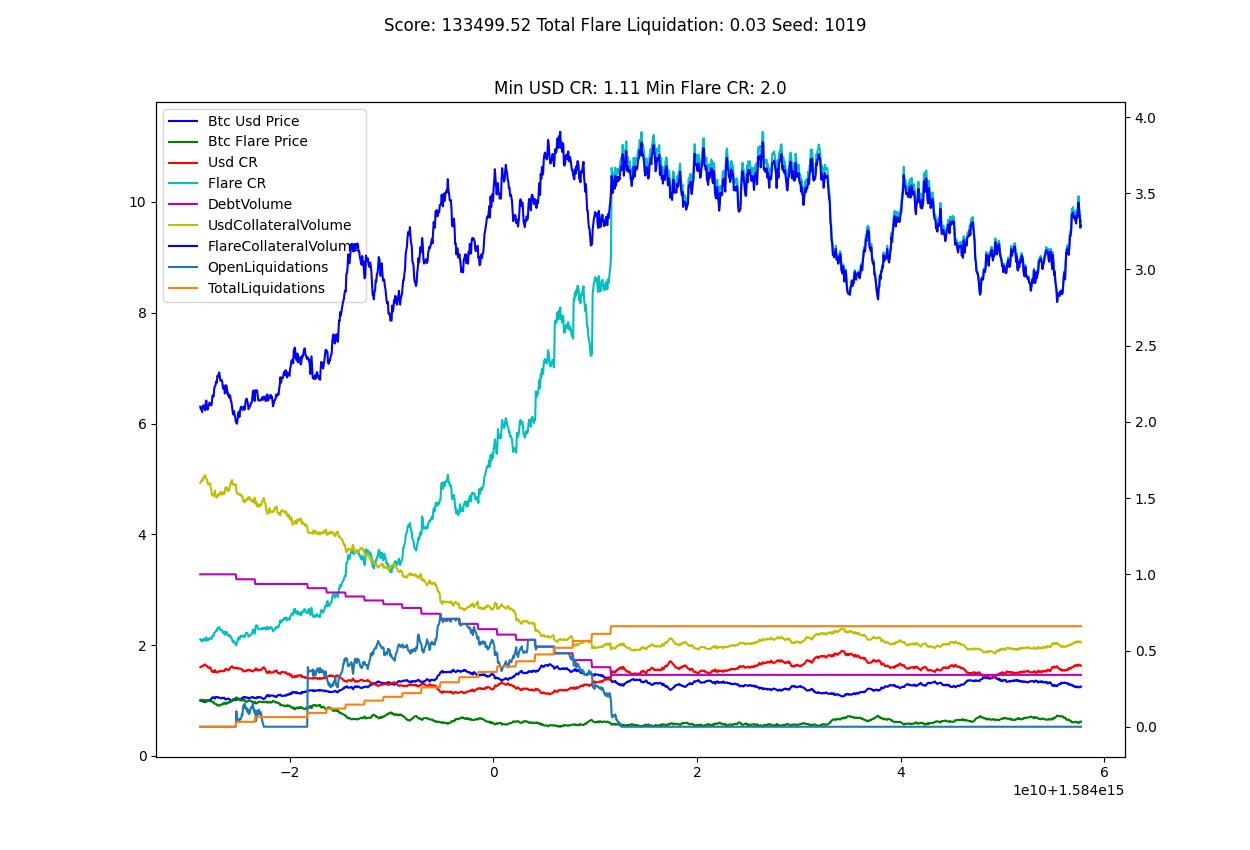 Score: 133499.52 Total Flare Liquidation: 0.03 Seed: 1019
Min USD CR: 1.11 Min Flare CR: 2.0
Btc Usd Price
Btc Flare Price
Usd CR
Flare CR
DebtVolume
UsdCollateralVolume
FlareCollateralVolume
OpenLiquidations
TotalLiquidations
10
8
6
4
2
0
4.0
3.5
3.0
2.5
2.0
1.5
1.0
0.5
0.0
−2
0
2
4
6
1e10+1.584e15